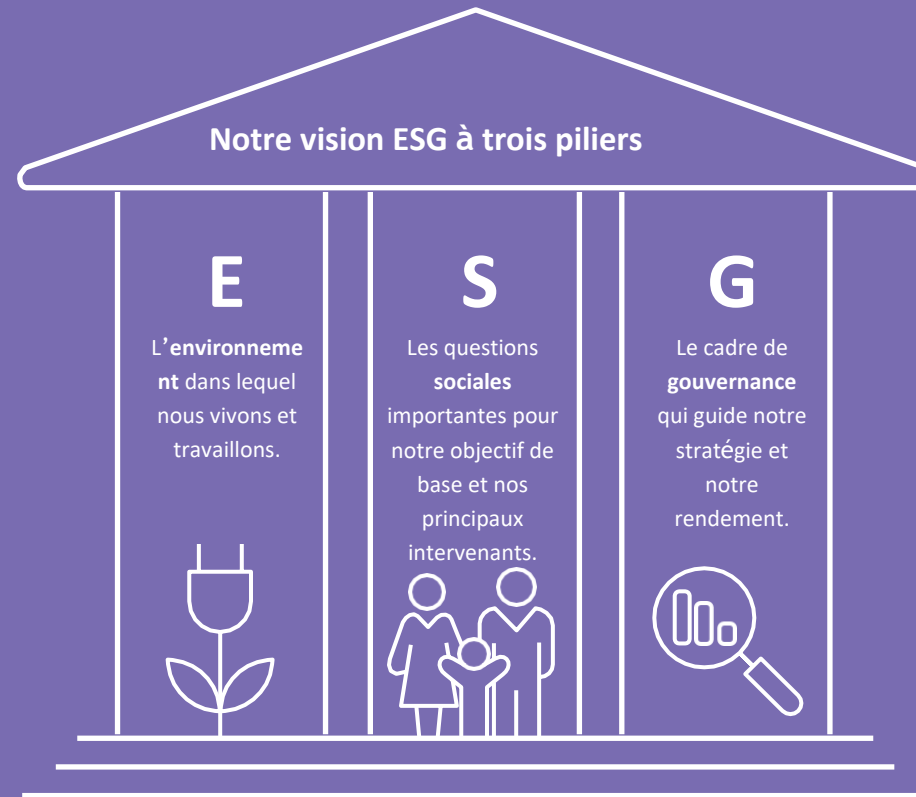 Notre vision ESG à trois piliers
E
L'environneme
nt dans lequel
nous vivons et
travaillons.
S
Les questions
sociales
importantes pour
notre objectif de
base et nos
principaux
intervenants.
G
Le cadre de
gouvernance
qui guide notre
stratégie et
notre
rendement.